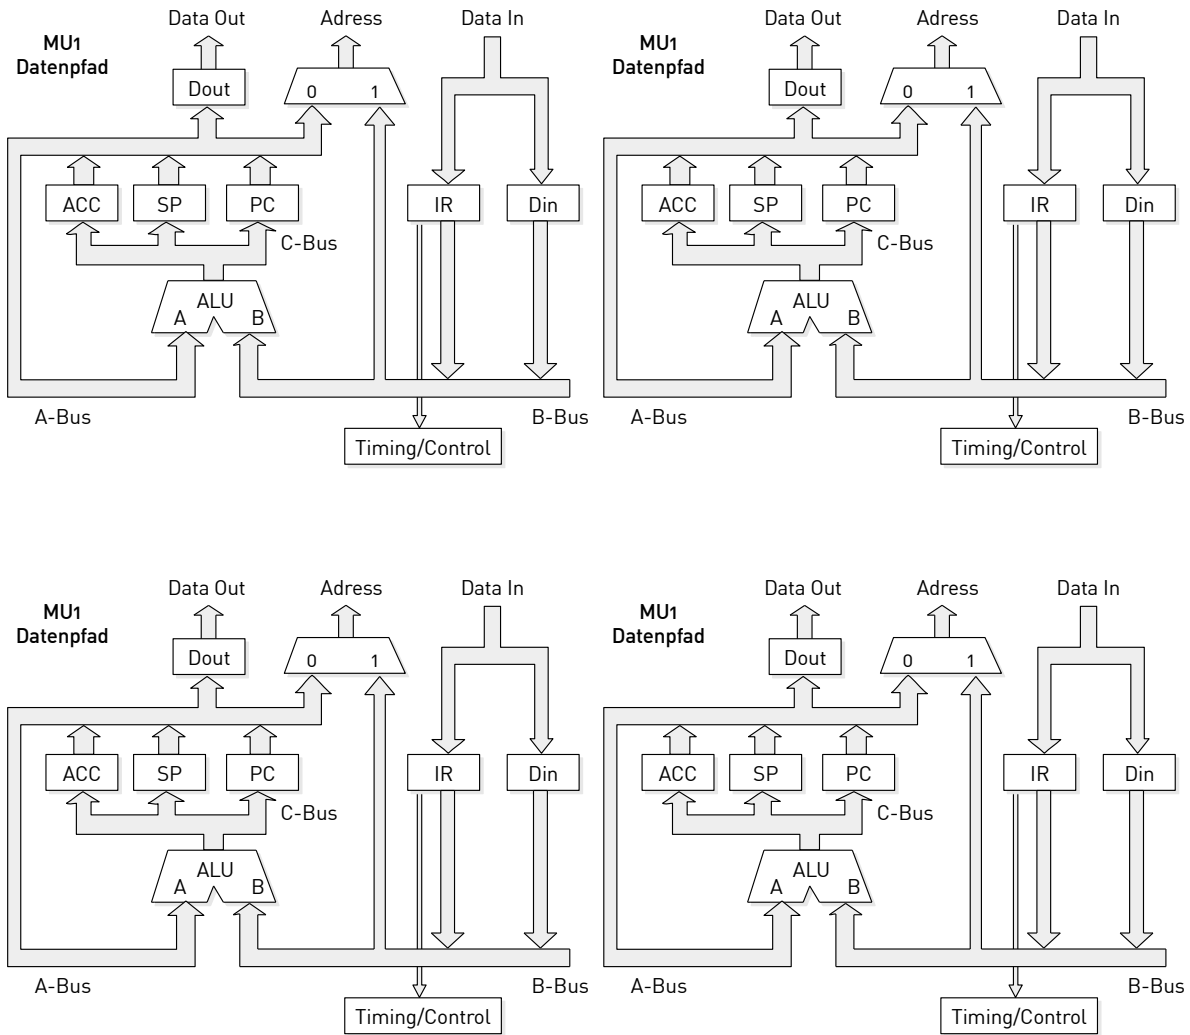 Data Out Adress Data In
MU1
Datenpfad
Dout
0 1
ACC SP PC IR Din
C-Bus
ALU
A B
A-Bus B-Bus
Timing/Control
Data Out Adress Data In
MU1
Datenpfad
Dout
0 1
ACC SP PC IR Din
C-Bus
ALU
A B
A-Bus B-Bus
Timing/Control
Data Out Adress Data In
MU1
Datenpfad
Dout
0 1
ACC SP PC IR Din
C-Bus
ALU
A B
A-Bus B-Bus
Timing/Control
Data Out Adress Data In
MU1
Datenpfad
Dout
0 1
ACC SP PC IR Din
C-Bus
ALU
A B
A-Bus B-Bus
Timing/Control